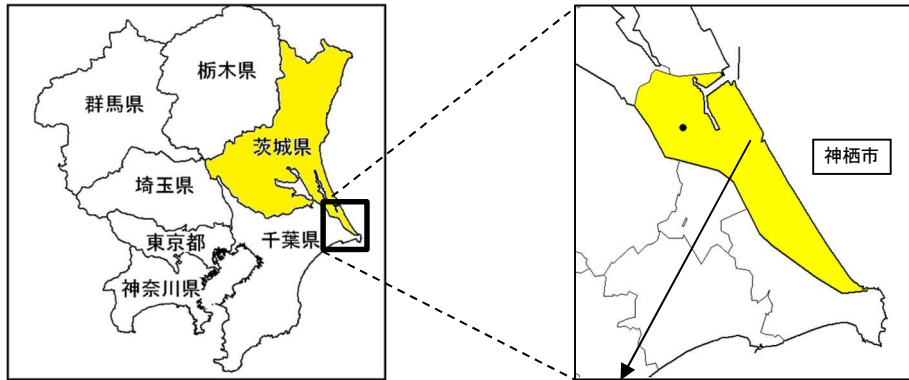 栃木県
群馬県
茨城県
埼玉県
東京都
千葉県
神奈川県
神栖市